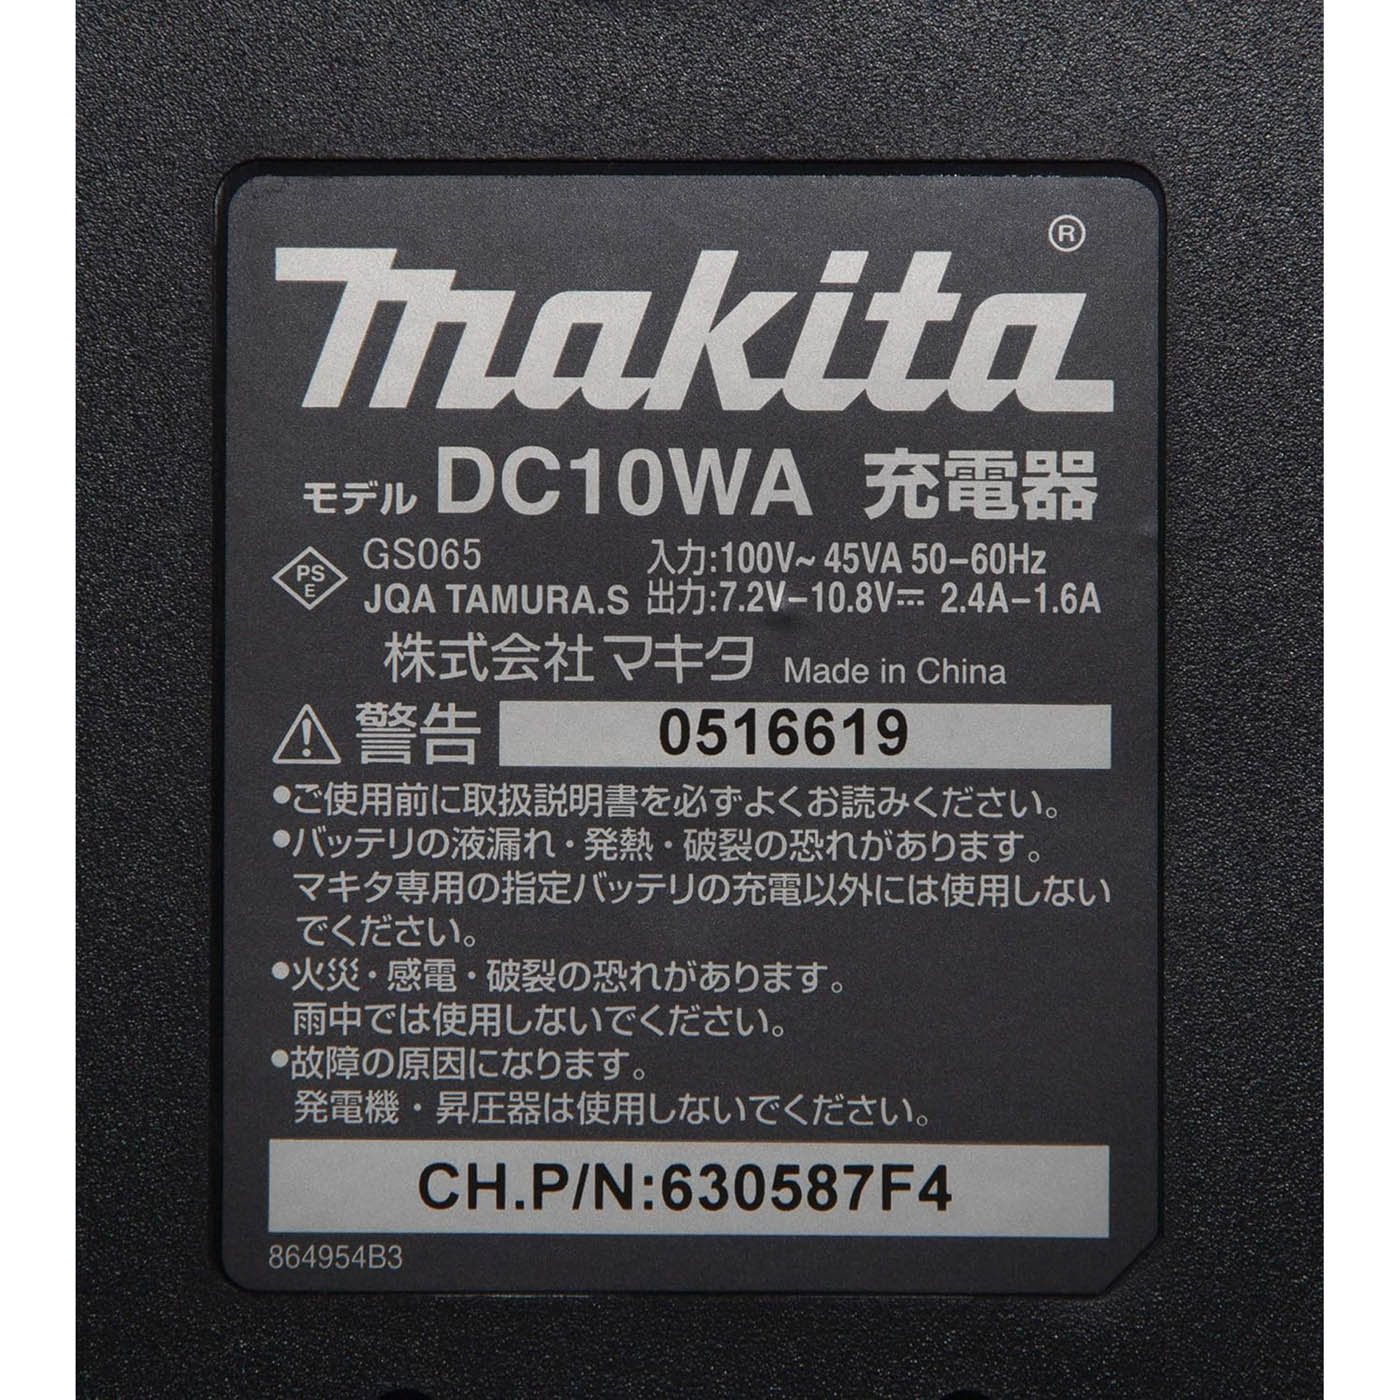 makita®
モデル DC10WA 充電器
PSE GS065 入力:100V~ 45VA 50-60Hz
JQA TAMURA.S 出力:7.2V-10.8V⎓ 2.4A-1.6A
株式会社マキタ Made in China
⚠警告 0516619
●ご使用前に取扱説明書を必ずよくお読みください。
●バッテリの液漏れ・発熱・破裂の恐れがあります。
マキタ専用の指定バッテリの充電以外には使用しない
でください。
●火災・感電・破裂の恐れがあります。
雨中では使用しないでください。
●故障の原因になります。
発電機・昇圧器は使用しないでください。
CH.P/N:630587F4
864954B3